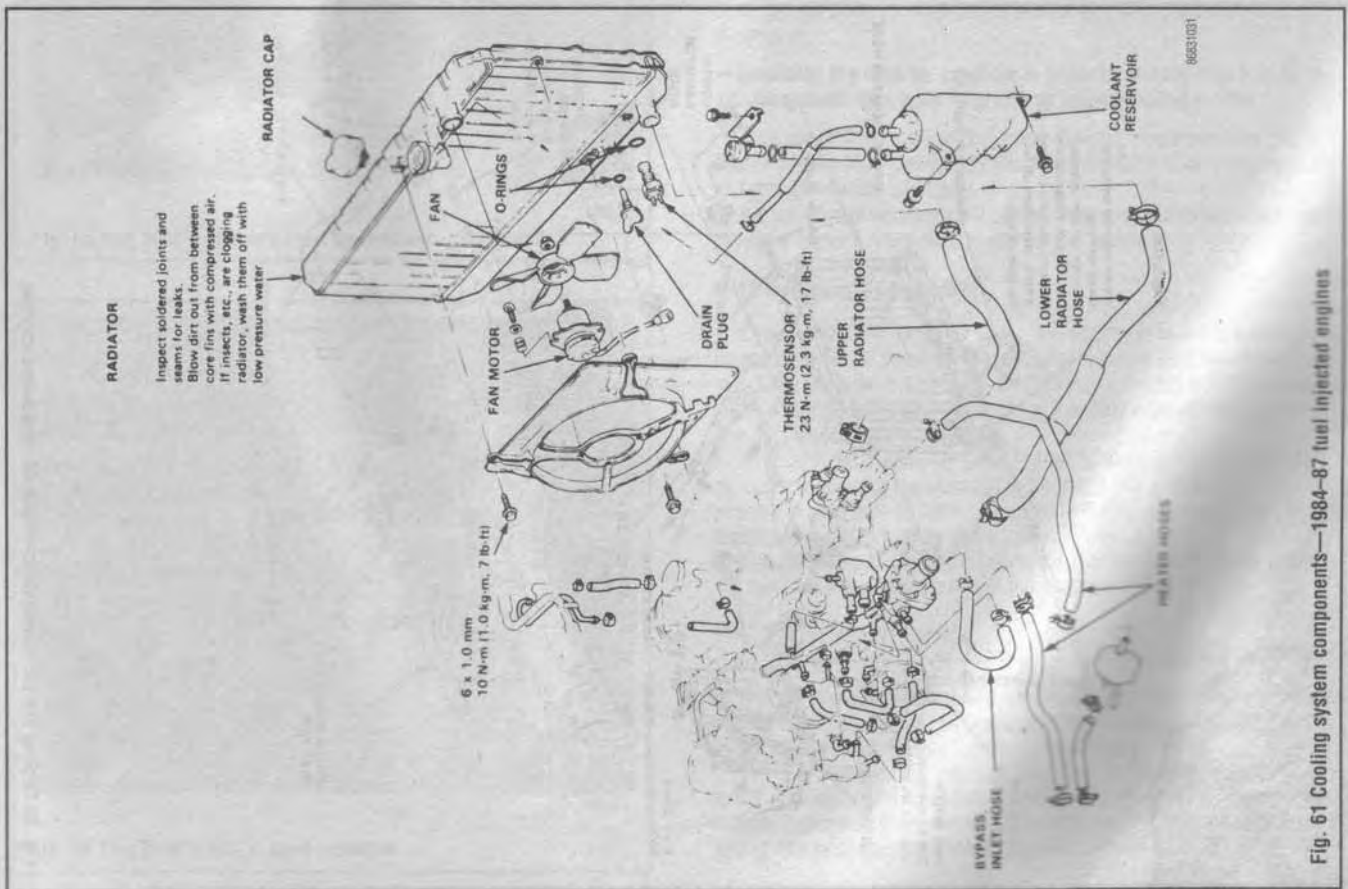 RADIATOR
Inspect soldered joints and
seams for leaks.
Blow dirt out from between
core fins with compressed air.
If insects, etc., are clogging
radiator, wash them off with
low pressure water
RADIATOR CAP
O-RINGS
FAN
FAN MOTOR
6 x 1.0 mm
10 N·m (1.0 kg-m, 7 lb-ft)
DRAIN
PLUG
THERMOSENSOR
23 N-m (2.3 kg-m, 17 lb-ft)
UPPER
RADIATOR HOSE
COOLANT
RESERVOIR
LOWER
RADIATOR
HOSE
BYPASS
INLET HOSE
HEATER HOSES
86831031
Fig. 61 Cooling system components—1984–87 fuel injected engines